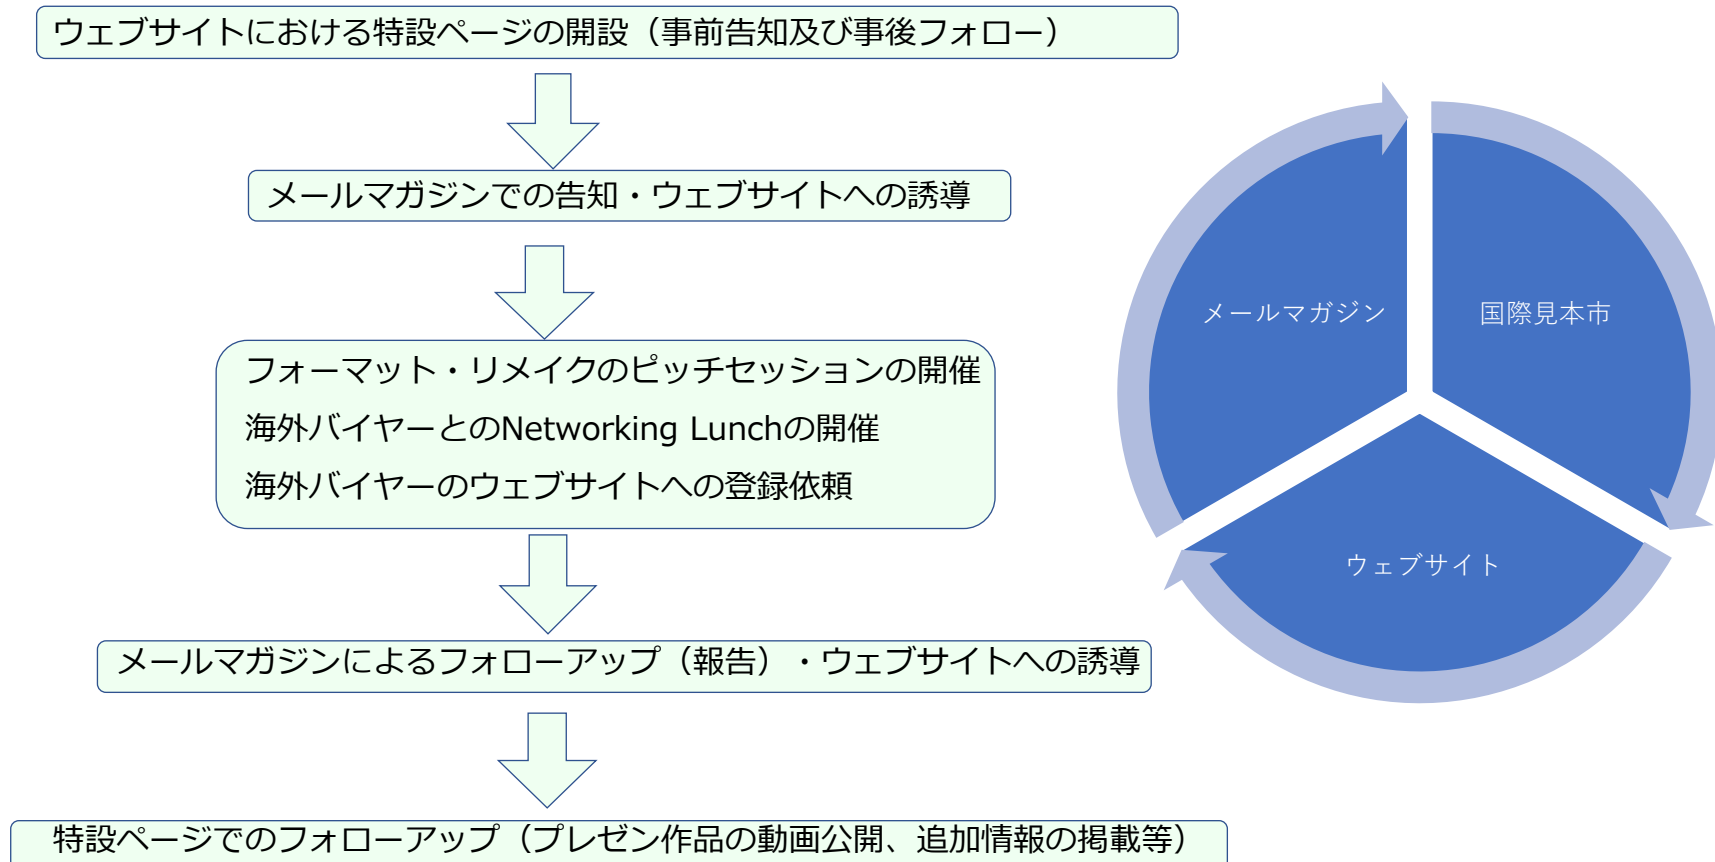 ウェブサイトにおける特設ページの開設（事前告知及び事後フォロー）
メールマガジンでの告知・ウェブサイトへの誘導
フォーマット・リメイクのピッチセッションの開催
海外バイヤーとのNetworking Lunchの開催
海外バイヤーのウェブサイトへの登録依頼
メールマガジンによるフォローアップ（報告）・ウェブサイトへの誘導
特設ページでのフォローアップ（プレゼン作品の動画公開、追加情報の掲載等）
メールマガジン
国際見本市
ウェブサイト